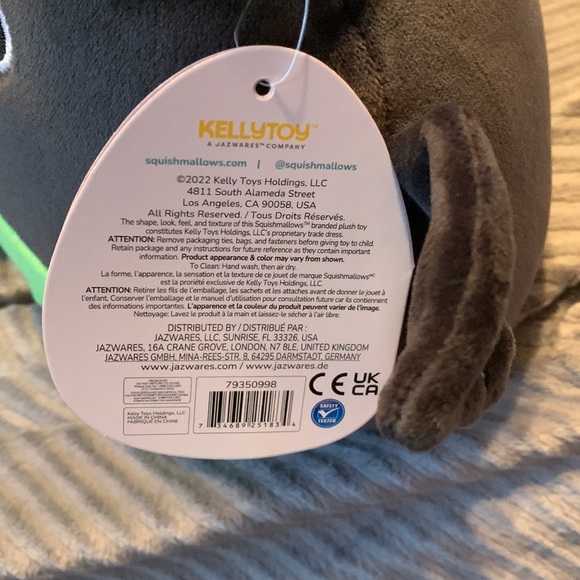 KELLYTOY™
A JAZWARES™ COMPANY
squishmallows.com | @squishmallows
©2022 Kelly Toys Holdings, LLC
4811 South Alameda Street
Los Angeles, CA 90058, USA
All Rights Reserved. / Tous Droits Réservés.
The shape, look, feel, and texture of this Squishmallows™ branded plush toy
constitutes Kelly Toys Holdings, LLC's proprietary trade dress.
ATTENTION: Remove packaging ties, bags, and fasteners before giving toy to child.
Retain package and any instructions for future reference as they contain important
information. Product appearance & color may vary from shown.
To Clean: Hand wash, then air dry.
La forme, l'apparence, la sensation et la texture de ce jouet de marque Squishmallowsᴹᶜ
est la propriété exclusive de Kelly Toys Holdings, LLC.
ATTENTION: Retirer les fils de l'emballage, les sachets et les attaches avant de donner le jouet à
l'enfant. Conserver l'emballage et le manuel d'utilisation pour consultation future car ils contiennent
des informations importantes. L'apparence et la couleur du produit peuvent varier de l'image.
Nettoyage: Lavez le produit à la main et laissez-le sécher à l'air libre.
DISTRIBUTED BY / DISTRIBUÉ PAR :
JAZWARES, LLC, SUNRISE, FL 33326, USA
JAZWARES, 16A CRANE GROVE, LONDON, N7 8LE, UNITED KINGDOM
JAZWARES GMBH, MINA-REES-STR. 8, 64295 DARMSTADT, GERMANY
www.jazwares.com / www.jazwares.de
79350998
Kelly Toys Holdings, LLC
MADE IN CHINA
FABRIQUÉ EN CHINE
7 34689 25183 4
CE UK
CA
SAFETY
TESTED